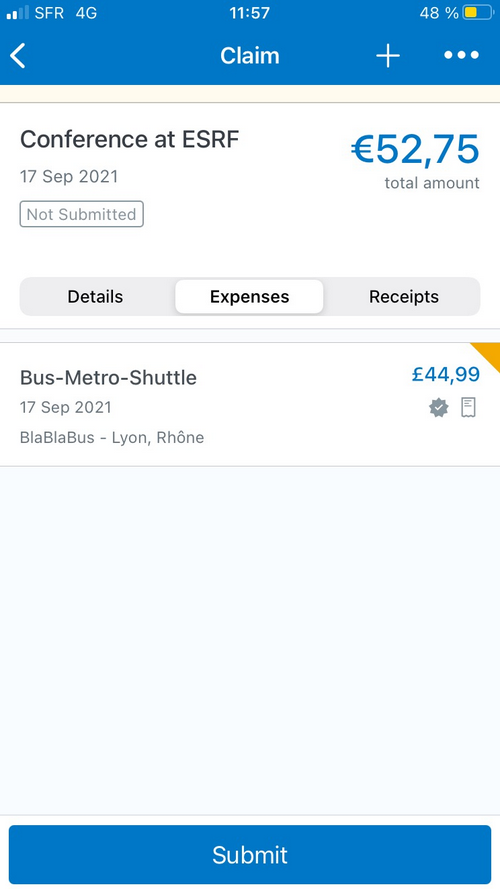 SFR 4G 11:57 48 %
Claim
Conference at ESRF
€52,75
17 Sep 2021
total amount
Not Submitted
Details Expenses Receipts
Bus-Metro-Shuttle
£44,99
17 Sep 2021
BlaBlaBus - Lyon, Rhône
Submit